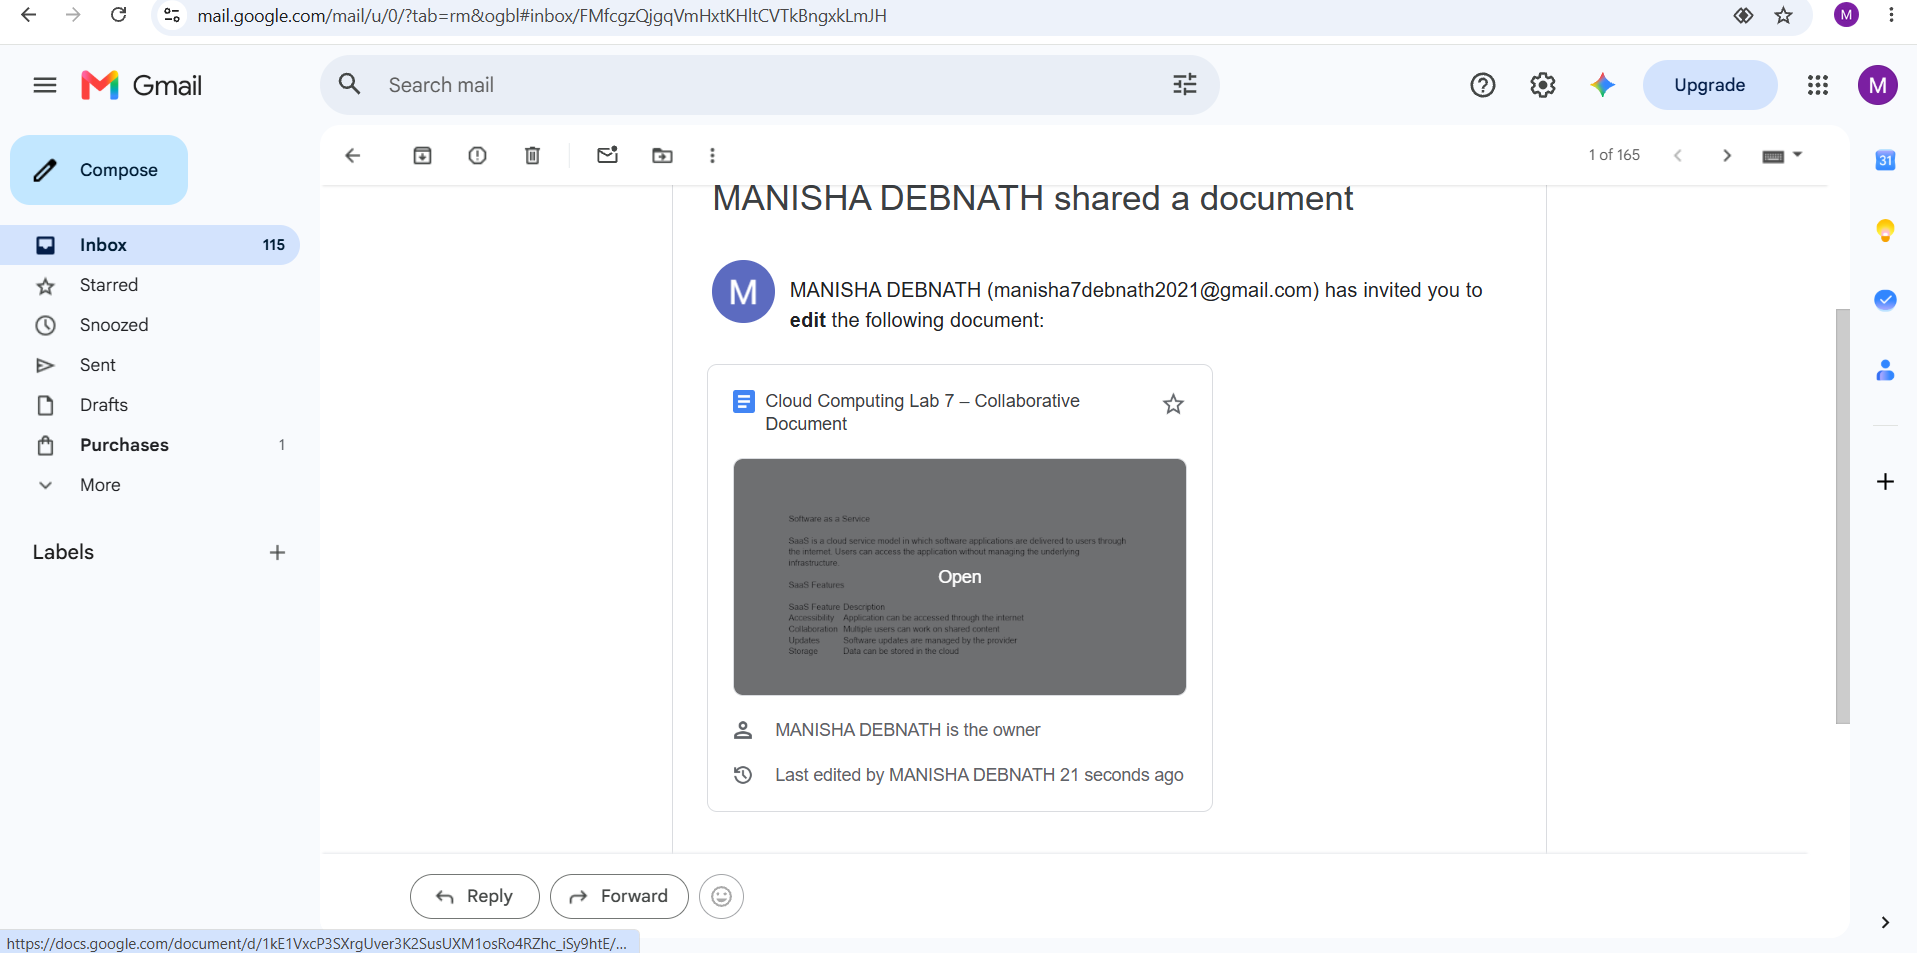 mail.google.com/mail/u/0/?tab=rm&ogbl#inbox/FMfcgzQjgqVmHxtKHltCVTkBngxkLmJH
M
Gmail
Search mail
Upgrade
M
Compose
1 of 165
31
Inbox 115
Starred
Snoozed
Sent
Drafts
Purchases 1
More
Labels
MANISHA DEBNATH shared a document
M
MANISHA DEBNATH (manisha7debnath2021@gmail.com) has invited you to
edit the following document:
Cloud Computing Lab 7 – Collaborative
Document
Software as a Service
SaaS is a cloud service model in which software applications are delivered to users through
the internet. Users can access the application without managing the underlying
infrastructure.
Open
SaaS Features
SaaS Feature Description
Accessibility Application can be accessed through the internet
Collaboration Multiple users can work on shared content
Updates Software updates are managed by the provider
Storage Data can be stored in the cloud
MANISHA DEBNATH is the owner
Last edited by MANISHA DEBNATH 21 seconds ago
Reply
Forward
https://docs.google.com/document/d/1kE1VxcP3SXrgUver3K2SusUXM1osRo4RZhc_iSy9htE/...